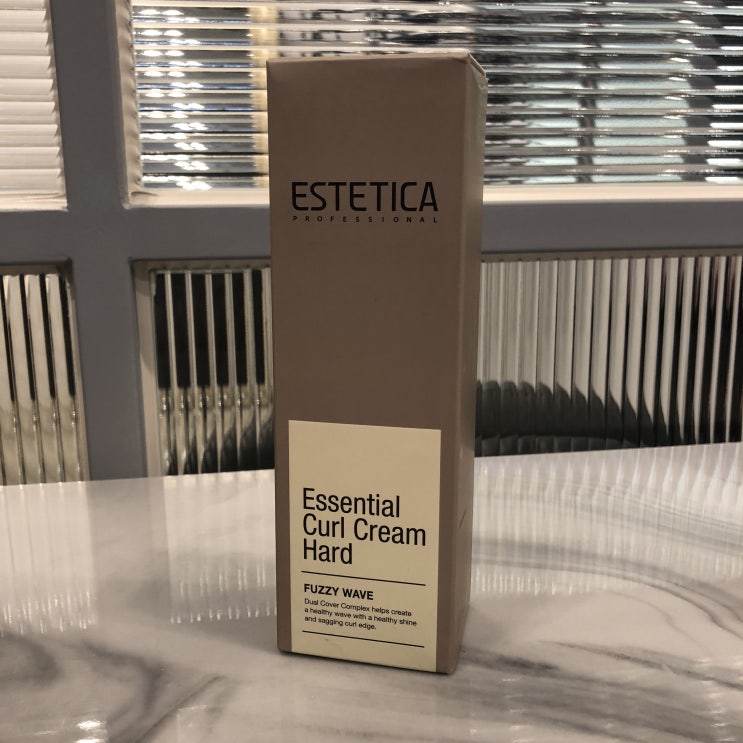 ESTETICA
PROFESSIONAL
Essential
Curl Cream
Hard
FUZZY WAVE
Dual Cover Complex helps create
a healthy wave with a healthy shine
and sagging curl edge.